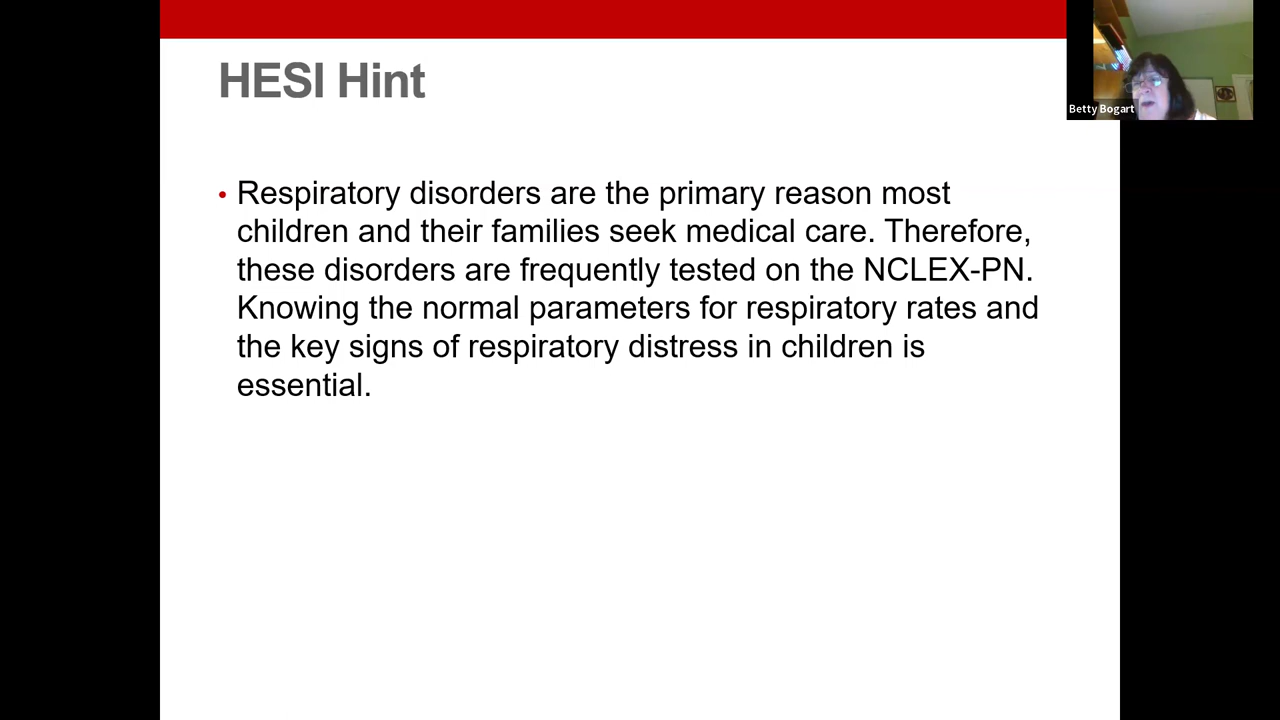 HESI Hint
Betty Bogart
• Respiratory disorders are the primary reason most
children and their families seek medical care. Therefore,
these disorders are frequently tested on the NCLEX-PN.
Knowing the normal parameters for respiratory rates and
the key signs of respiratory distress in children is
essential.